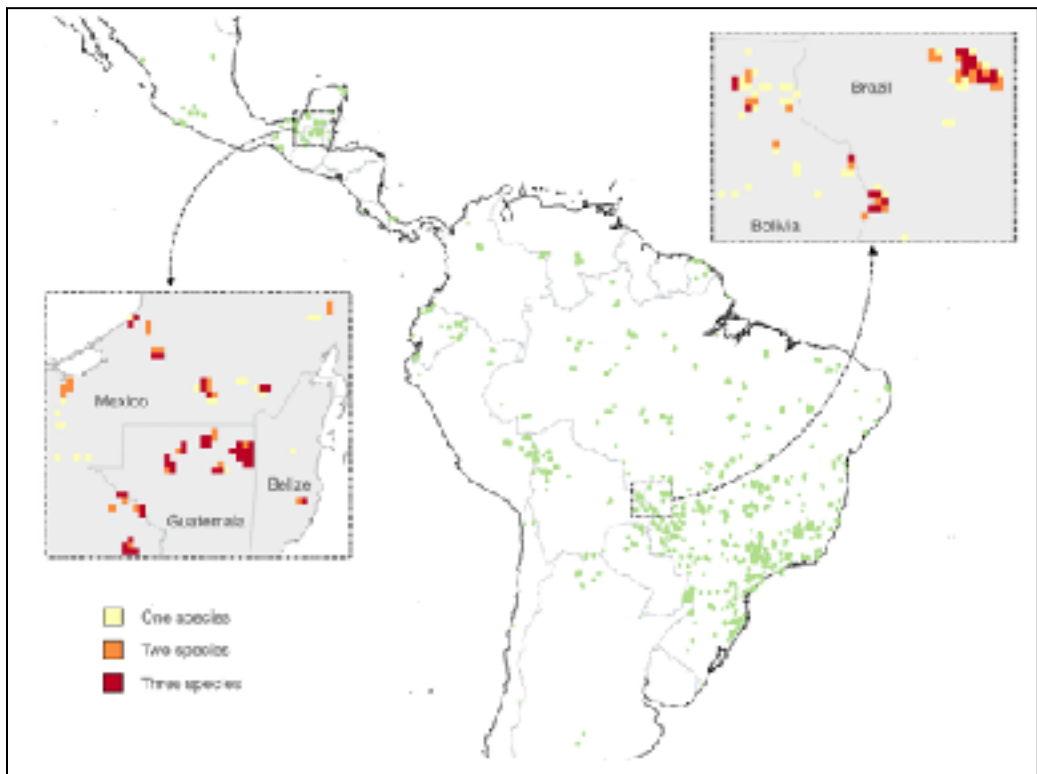 Brazil
Bolivia
Mexico
Belize
Guatemala
One species
Two species
Three species